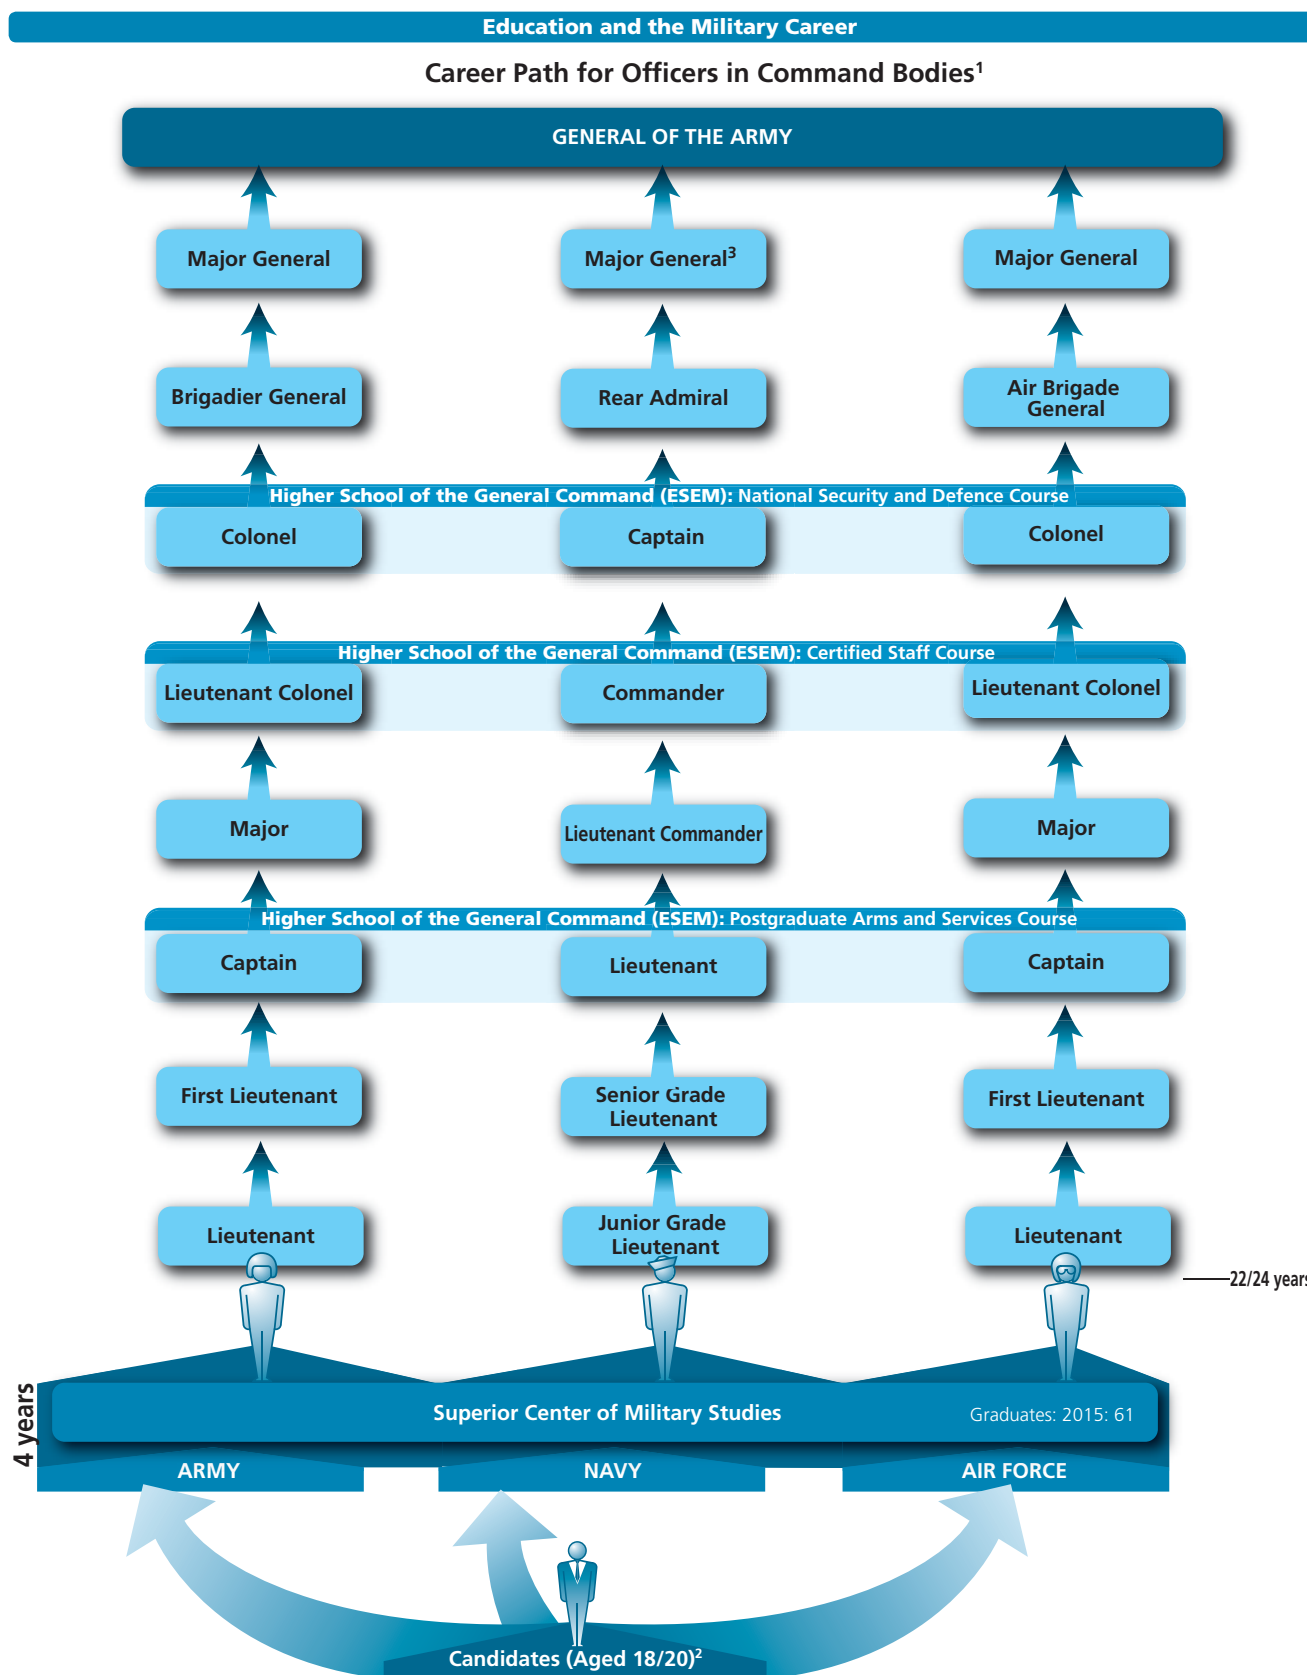 Education and the Military Career
Career Path for Officers in Command Bodies¹
GENERAL OF THE ARMY
Major General
Major General³
Major General
Brigadier General
Rear Admiral
Air Brigade
General
Higher School of the General Command (ESEM): National Security and Defence Course
Colonel
Captain
Colonel
Higher School of the General Command (ESEM): Certified Staff Course
Lieutenant Colonel
Commander
Lieutenant Colonel
Major
Lieutenant Commander
Major
Higher School of the General Command (ESEM): Postgraduate Arms and Services Course
Captain
Lieutenant
Captain
First Lieutenant
Senior Grade
Lieutenant
First Lieutenant
Lieutenant
Junior Grade
Lieutenant
Lieutenant
22/24 years
4 years
Superior Center of Military Studies
Graduates: 2015: 61
ARMY
NAVY
AIR FORCE
Candidates (Aged 18/20)²